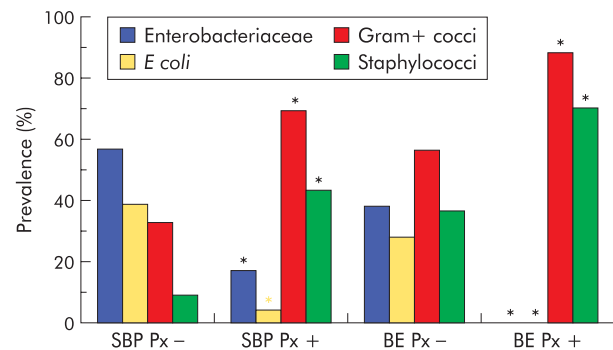 100
80
60
40
20
0
Prevalence (%)
Enterobacteriaceae
E coli
Gram+ cocci
Staphylococci
*
*
*
*
*
*
*
*
SBP Px –
SBP Px +
BE Px –
BE Px +